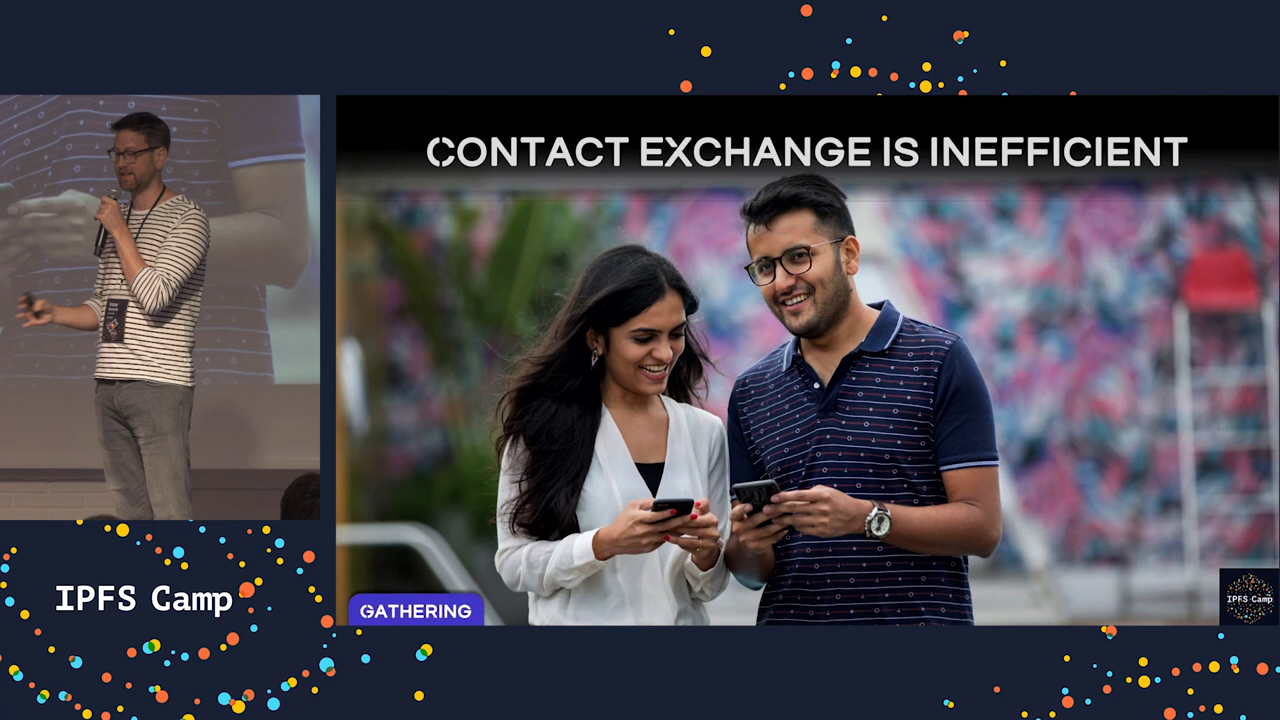 CONTACT EXCHANGE IS INEFFICIENT
GATHERING
IPFS Camp
IPFS Camp